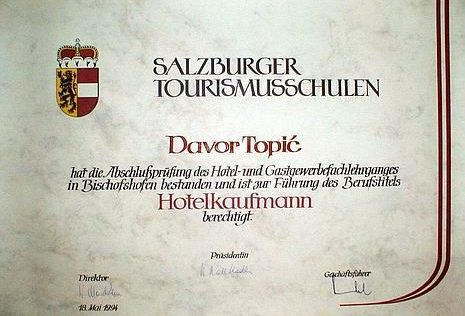 SALZBURGER
TOURISMUSSCHULEN
Davor Topić
hat die Abschlußprüfung des Hotel- und Gastgewerbefachlehrganges
in Bischofshofen bestanden und ist zur Führung des Berufstitels
Hotelkaufmann
berechtigt.
Präsidentin
Direktor
Geschäftsführer
18. Mai 1994